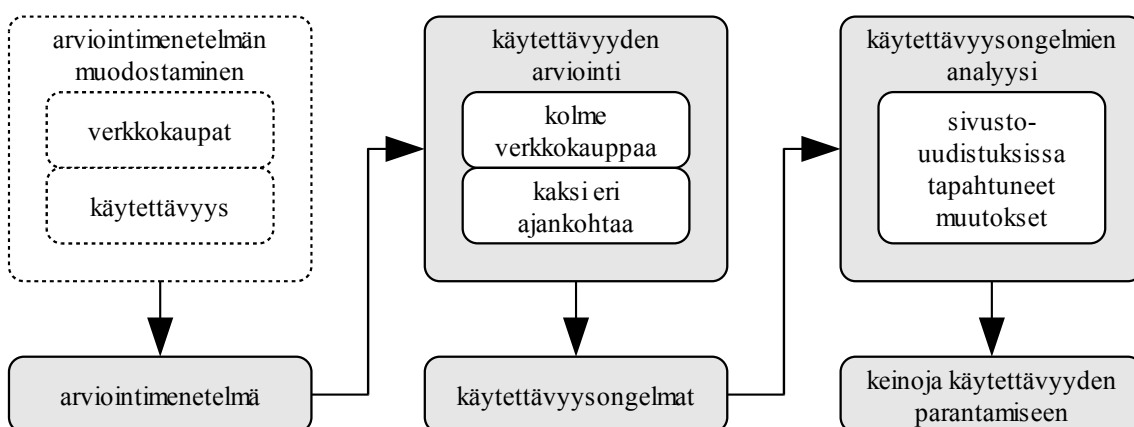 arviointimenetelmän
muodostaminen
verkkokaupat
käytettävyys
arviointimenetelmä
käytettävyyden
arviointi
kolme
verkkokauppaa
kaksi eri
ajankohtaa
käytettävyysongelmat
käytettävyysongelmien
analyysi
sivusto-
uudistuksissa
tapahtuneet
muutokset
keinoja käytettävyyden
parantamiseen